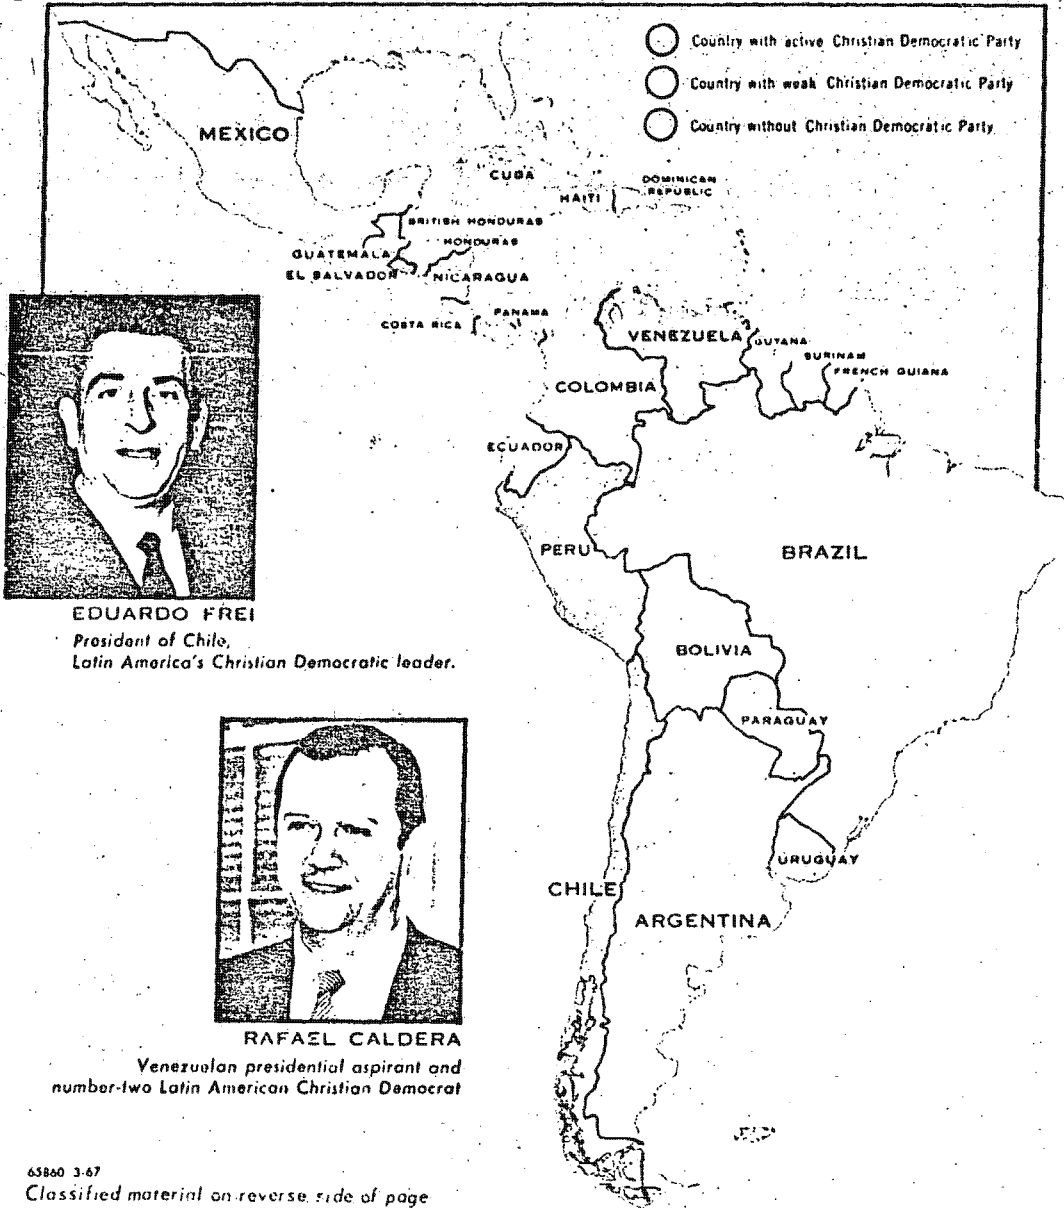 Country with active Christian Democratic Party
Country with weak Christian Democratic Party
Country without Christian Democratic Party
MEXICO
CUBA
HAITI
DOMINICAN
REPUBLIC
BRITISH HONDURAS
HONDURAS
GUATEMALA
EL SALVADOR
NICARAGUA
COSTA RICA
PANAMA
VENEZUELA
GUYANA
SURINAM
FRENCH GUIANA
COLOMBIA
ECUADOR
PERU
BRAZIL
BOLIVIA
PARAGUAY
URUGUAY
CHILE
ARGENTINA
EDUARDO FREI
President of Chile,
Latin America's Christian Democratic leader.
RAFAEL CALDERA
Venezuelan presidential aspirant and
number-two Latin American Christian Democrat
65860 3-67
Classified material on reverse side of page